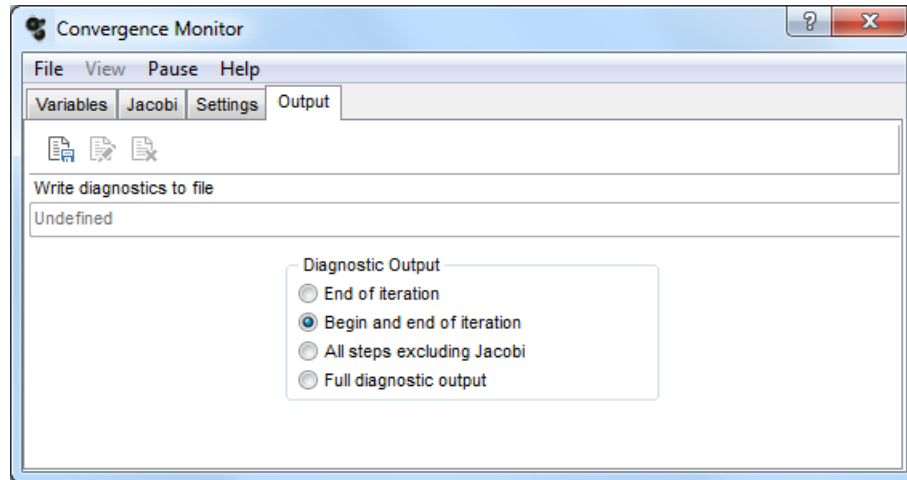 Convergence Monitor
File View Pause Help
Variables Jacobi Settings Output
Write diagnostics to file
Undefined
Diagnostic Output
End of iteration
Begin and end of iteration
All steps excluding Jacobi
Full diagnostic output